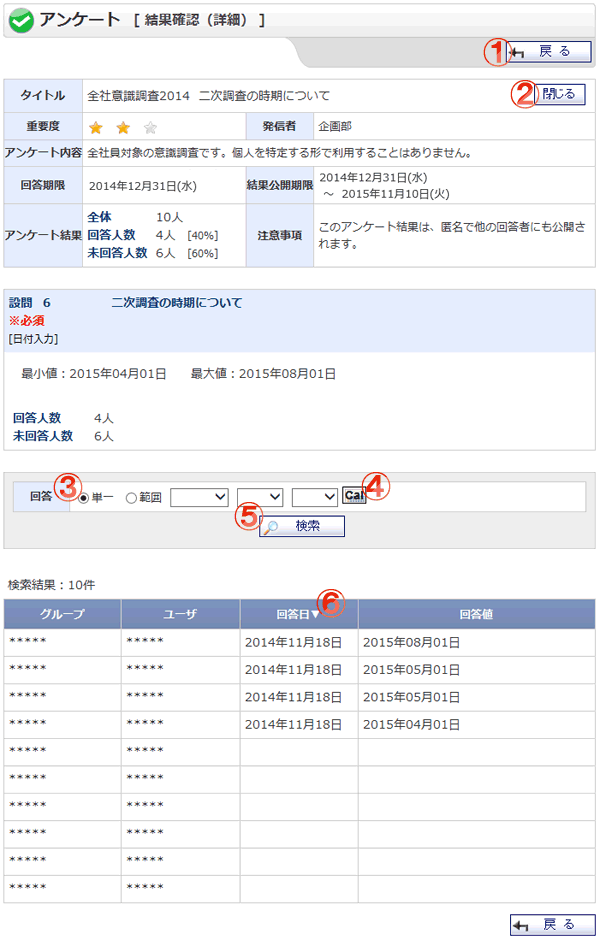 アンケート [ 結果確認（詳細） ]
① 戻 る
タイトル 全社意識調査2014 二次調査の時期について ② 閉じる
重要度 発信者 企画部
アンケート内容 全社員対象の意識調査です。個人を特定する形で利用することはありません。
回答期限 2014年12月31日(水) 結果公開期限 2014年12月31日(水)
～ 2015年11月10日(火)
アンケート結果 全体 10人
回答人数 4人 [40%]
未回答人数 6人 [60%]
注意事項 このアンケート結果は、匿名で他の回答者にも公開さ
れます。
設問 6 二次調査の時期について
※必須
[日付入力]
最小値：2015年04月01日 最大値：2015年08月01日
回答人数 4人
未回答人数 6人
回答 ③ 単一 範囲 Cal ④
⑤ 検索
検索結果：10件
グループ ユーザ 回答日▼ ⑥ 回答値
***** ***** 2014年11月18日 2015年08月01日
***** ***** 2014年11月18日 2015年05月01日
***** ***** 2014年11月18日 2015年05月01日
***** ***** 2014年11月18日 2015年04月01日
***** *****
***** *****
***** *****
***** *****
***** *****
***** *****
戻 る